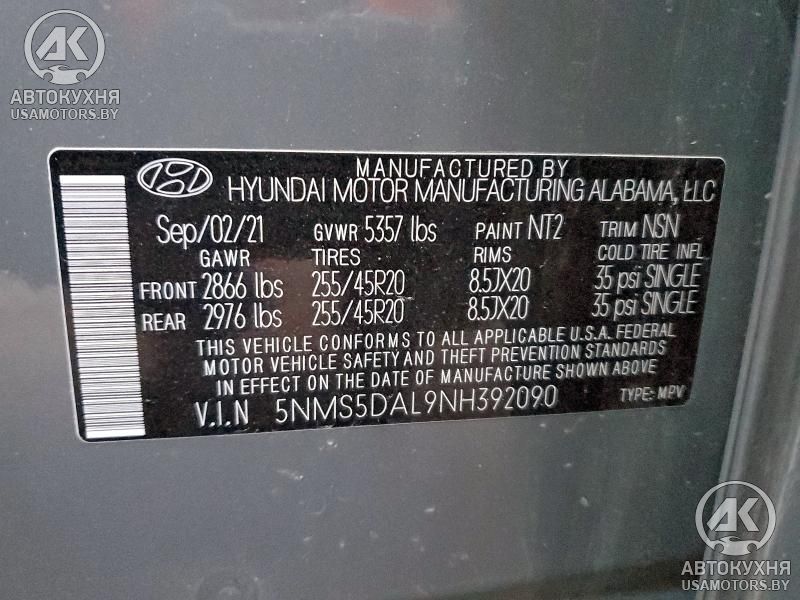 AK
АВТОКУХНЯ
USAMOTORS.BY
MANUFACTURED BY
HYUNDAI MOTOR MANUFACTURING ALABAMA, LLC
Sep/02/21 GVWR 5357 lbs PAINT NT2 TRIM NSN
GAWR TIRES RIMS COLD TIRE INFL
FRONT 2866 lbs 255/45R20 8.5JX20 35 psi SINGLE
REAR 2976 lbs 255/45R20 8.5JX20 35 psi SINGLE
THIS VEHICLE CONFORMS TO ALL APPLICABLE U.S.A. FEDERAL
MOTOR VEHICLE SAFETY AND THEFT PREVENTION STANDARDS
IN EFFECT ON THE DATE OF MANUFACTURE SHOWN ABOVE
V.I.N 5NMS5DAL9NH392090 TYPE: MPV
AK
АВТОКУХНЯ
USAMOTORS.BY